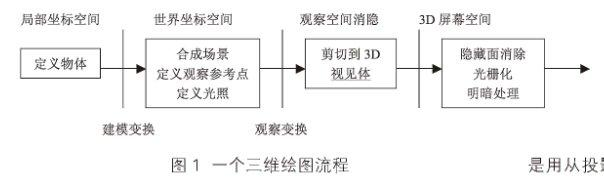 局部坐标空间
世界坐标空间
观察空间消隐
3D 屏幕空间
定义物体
合成场景
定义观察参考点
定义光照
剪切到 3D
视见体
隐藏面消除
光栅化
明暗处理
建模变换
观察变换
图 1 一个三维绘图流程
是用从投影